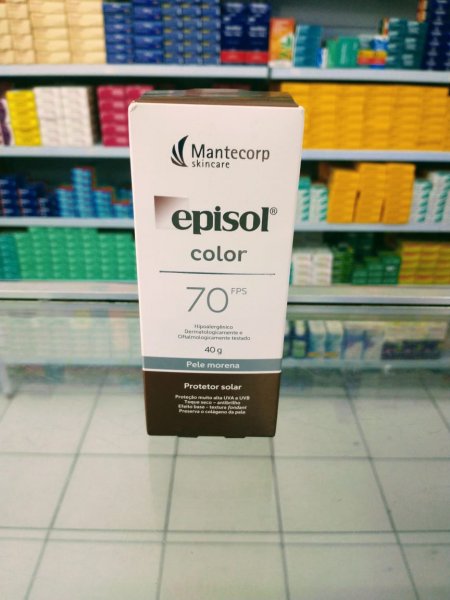 Mantecorp
skincare
episol®
color
70 FPS
Hipoalergênico
Dermatologicamente e
Oftalmologicamente testado
40 g
Pele morena
Protetor solar
Proteção muito alta UVA e UVB
Toque seco - antibrilho
Efeito base - textura fondant
Preserva o colágeno da pele